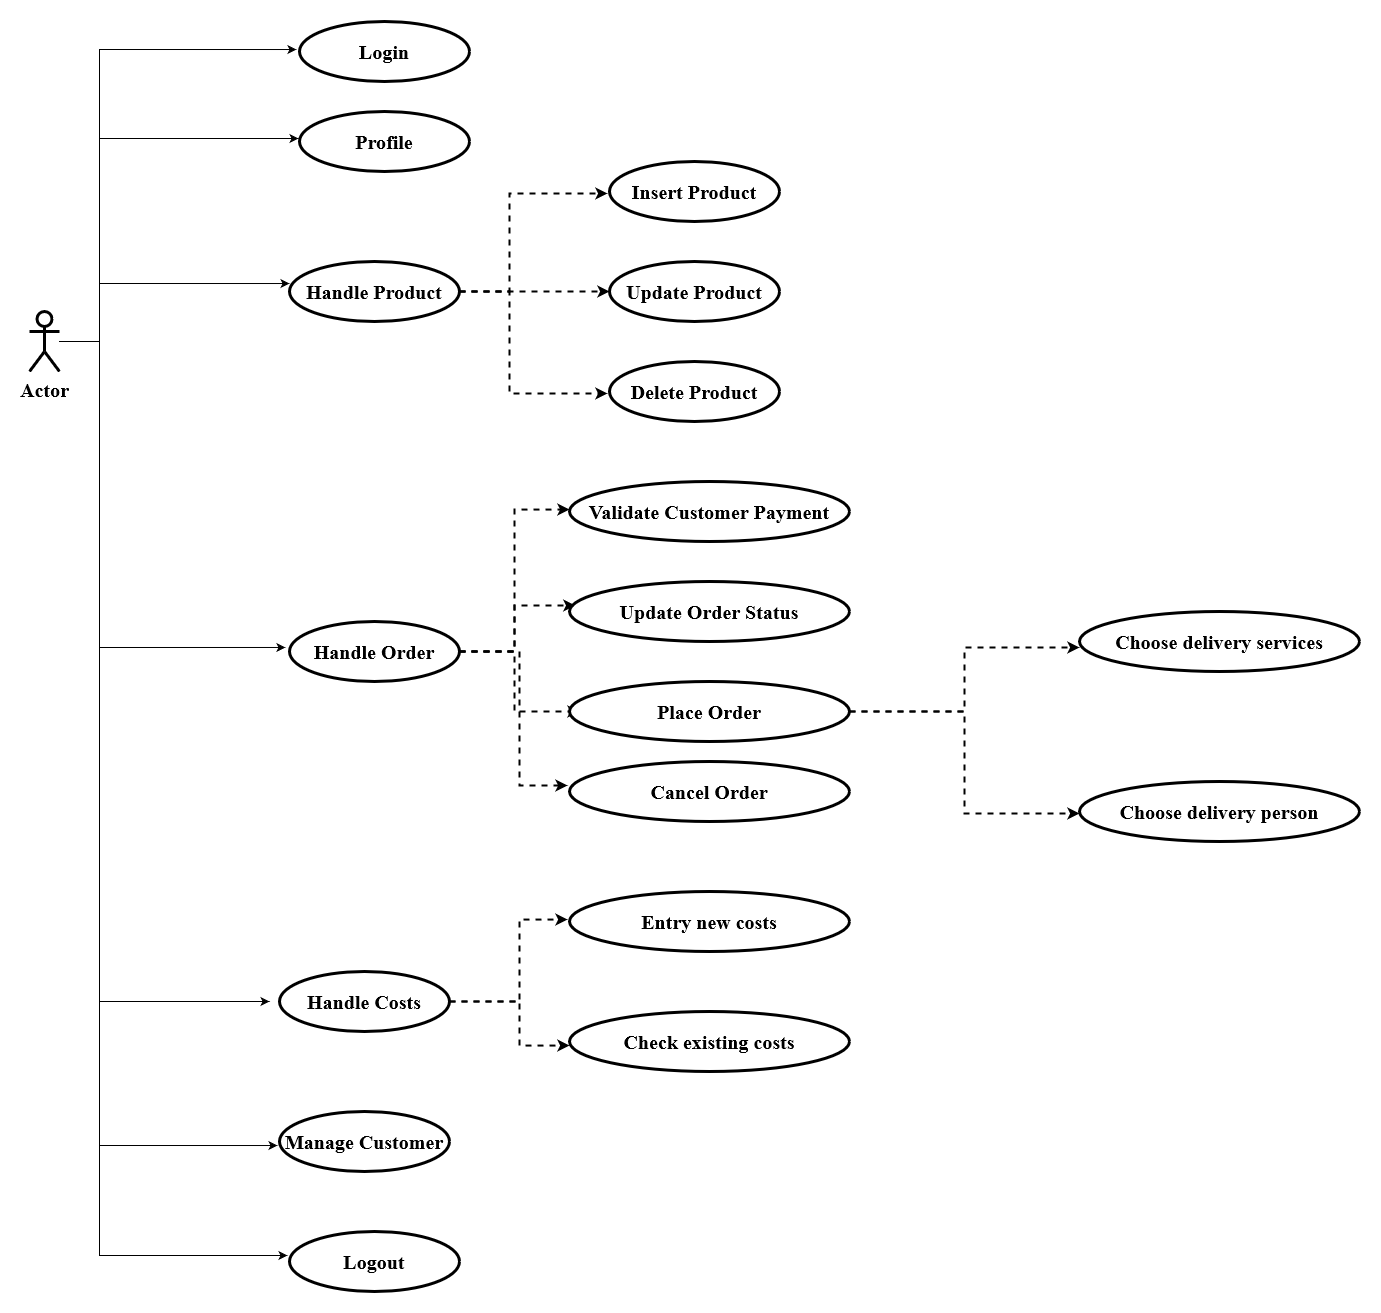 Login
Profile
Insert Product
Handle Product
Update Product
Actor
Delete Product
Validate Customer Payment
Update Order Status
Handle Order
Choose delivery services
Place Order
Cancel Order
Choose delivery person
Entry new costs
Handle Costs
Check existing costs
Manage Customer
Logout